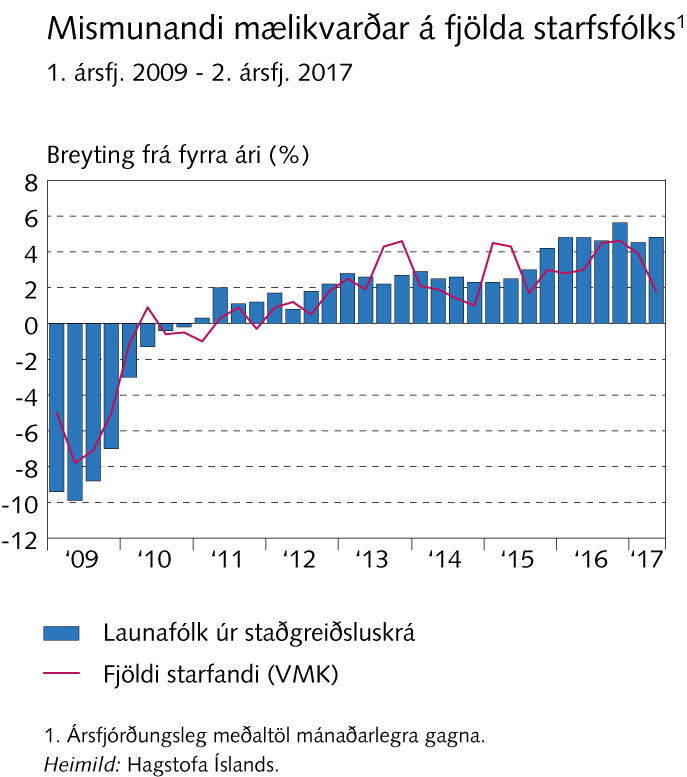 Mismunandi mælikvarðar á fjölda starfsfólks¹
1. ársfj. 2009 - 2. ársfj. 2017
Breyting frá fyrra ári (%)
8
6
4
2
0
-2
-4
-6
-8
-10
-12
‘09 ‘10 ‘11 ‘12 ‘13 ‘14 ‘15 ‘16 ‘17
Launafólk úr staðgreiðsluskrá
Fjöldi starfandi (VMK)
1. Ársfjórðungsleg meðaltöl mánaðarlegra gagna.
Heimild: Hagstofa Íslands.